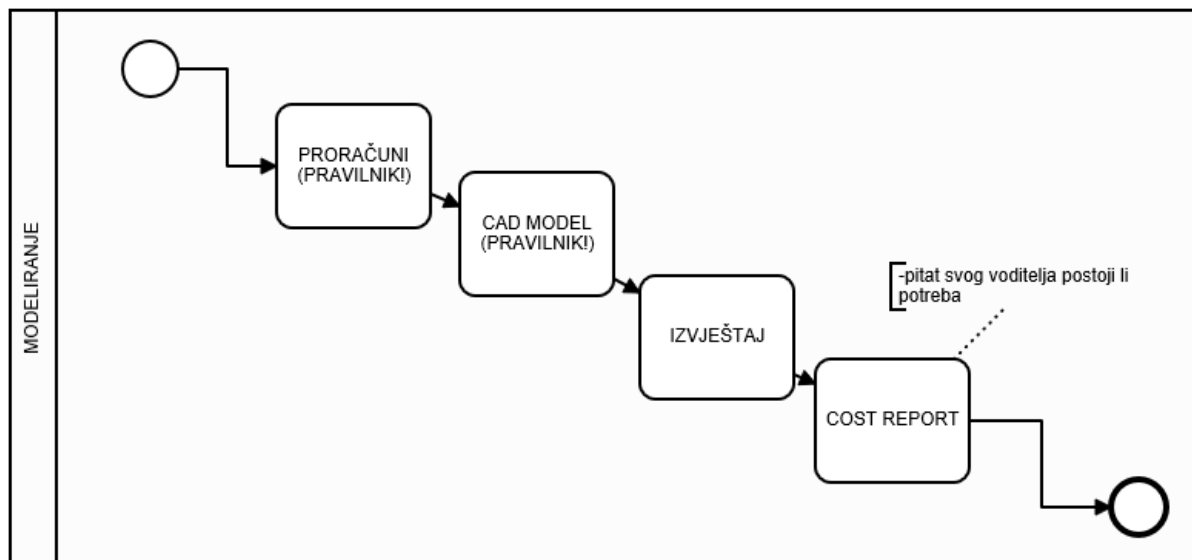 MODELIRANJE
PRORAČUNI
(PRAVILNIK!)
CAD MODEL
(PRAVILNIK!)
IZVJEŠTAJ
-pitat svog voditelja postoji li
potreba
COST REPORT